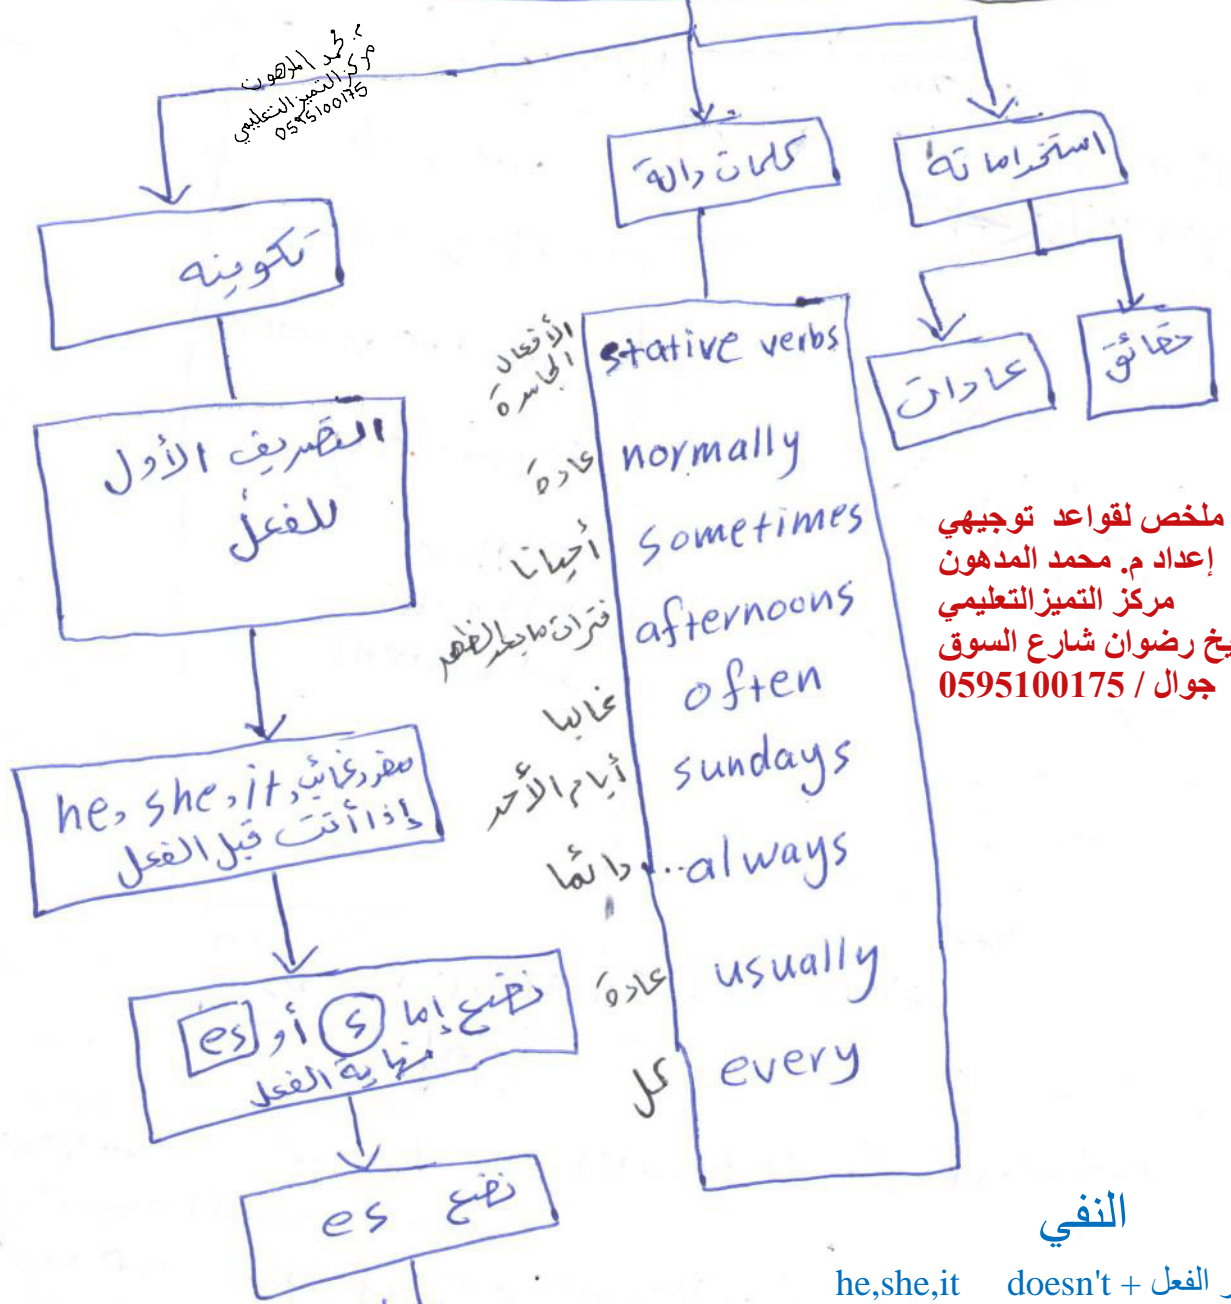 م. محمد المدهون
مركز التميز التعليمي
0595100175
استخداماته
كلمات دالة
تكوينه
حقائق
عادات
stative verbs الأفعال الجامدة
normally عادة
sometimes أحيانا
afternoons فترات ما بعد الظهر
often غالبا
sundays أيام الأحد
always.. دائما
usually عادة
every كل
التصريف الأول
للفعل
he, she, it, مفرد غائب
إذا أتت قبل الفعل
نضع إما s أو es
نهاية الفعل
نضع es
ملخص لقواعد توجيهي
إعداد م. محمد المدهون
مركز التميزالتعليمي
رضوان شارع السوق
جوال / 0595100175
النفي
he,she,it doesn't + الفعل